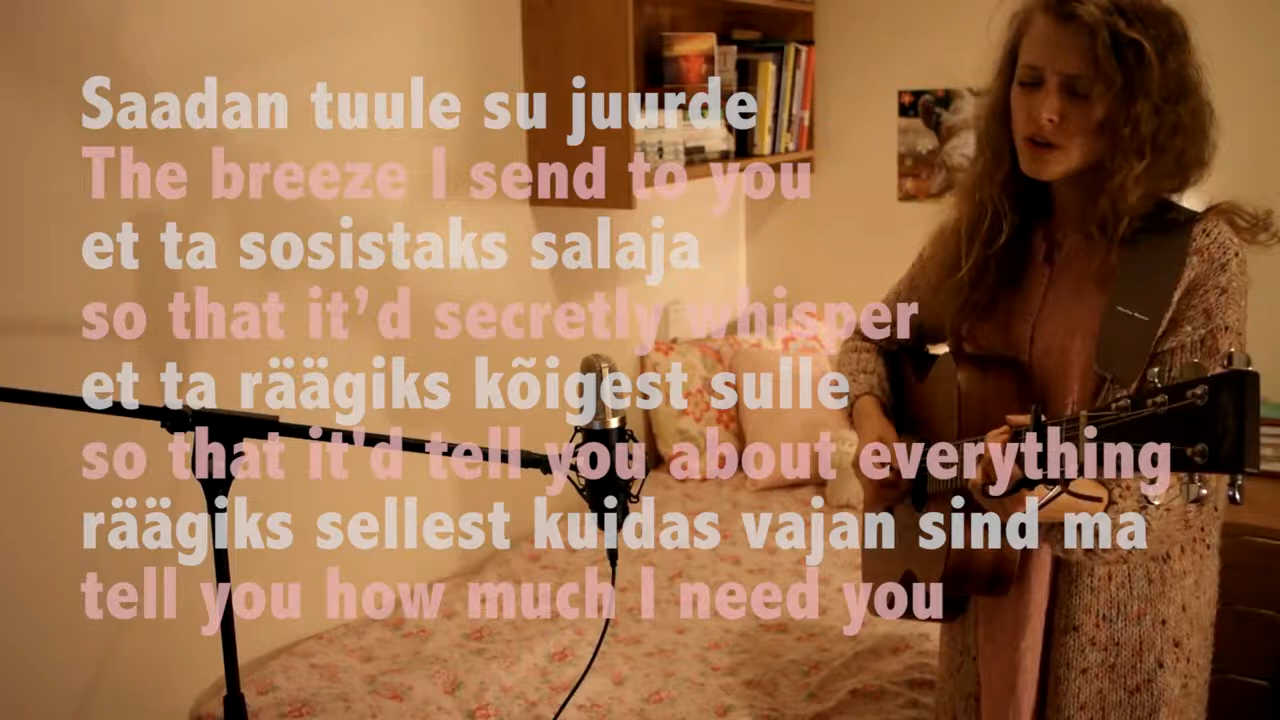 Saadan tuule su juurde
The breeze I send to you
et ta sosistaks salaja
so that it’d secretly whisper
et ta räägiks kõigest sulle
so that it'd tell you about everything
räägiks sellest kuidas vajan sind ma
tell you how much I need you